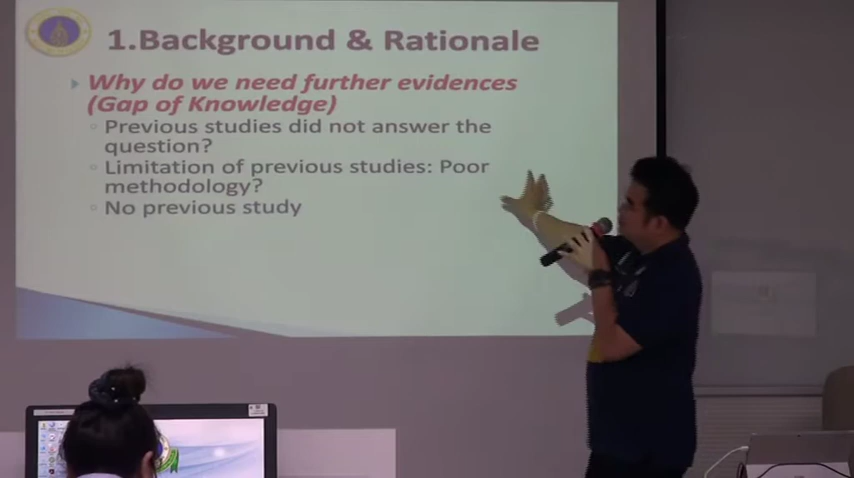 1.Background & Rationale
Why do we need further evidences
(Gap of Knowledge)
Previous studies did not answer the
question?
Limitation of previous studies: Poor
methodology?
No previous study